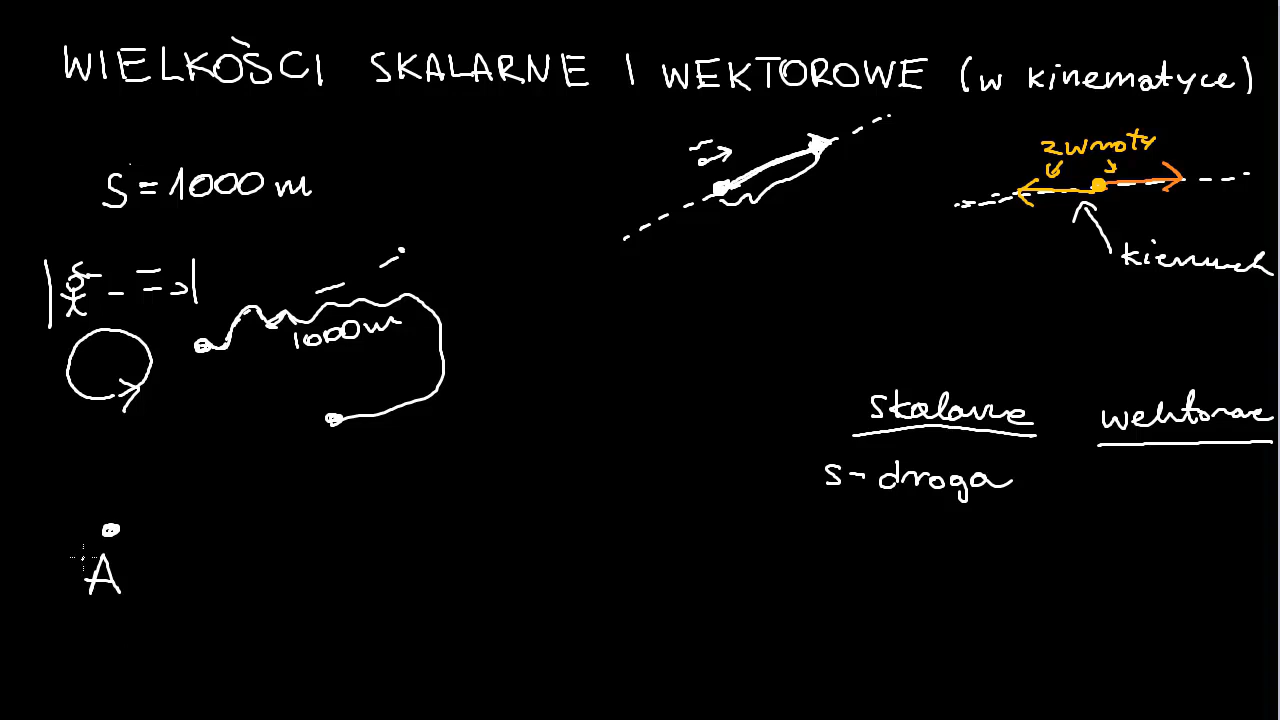 WIELKOŚCI SKALARNE I WEKTOROWE (w kinematyce)
S = 1000 m
zwroty
kierunek
1000 m
skalarne
wektorowe
s - droga
A